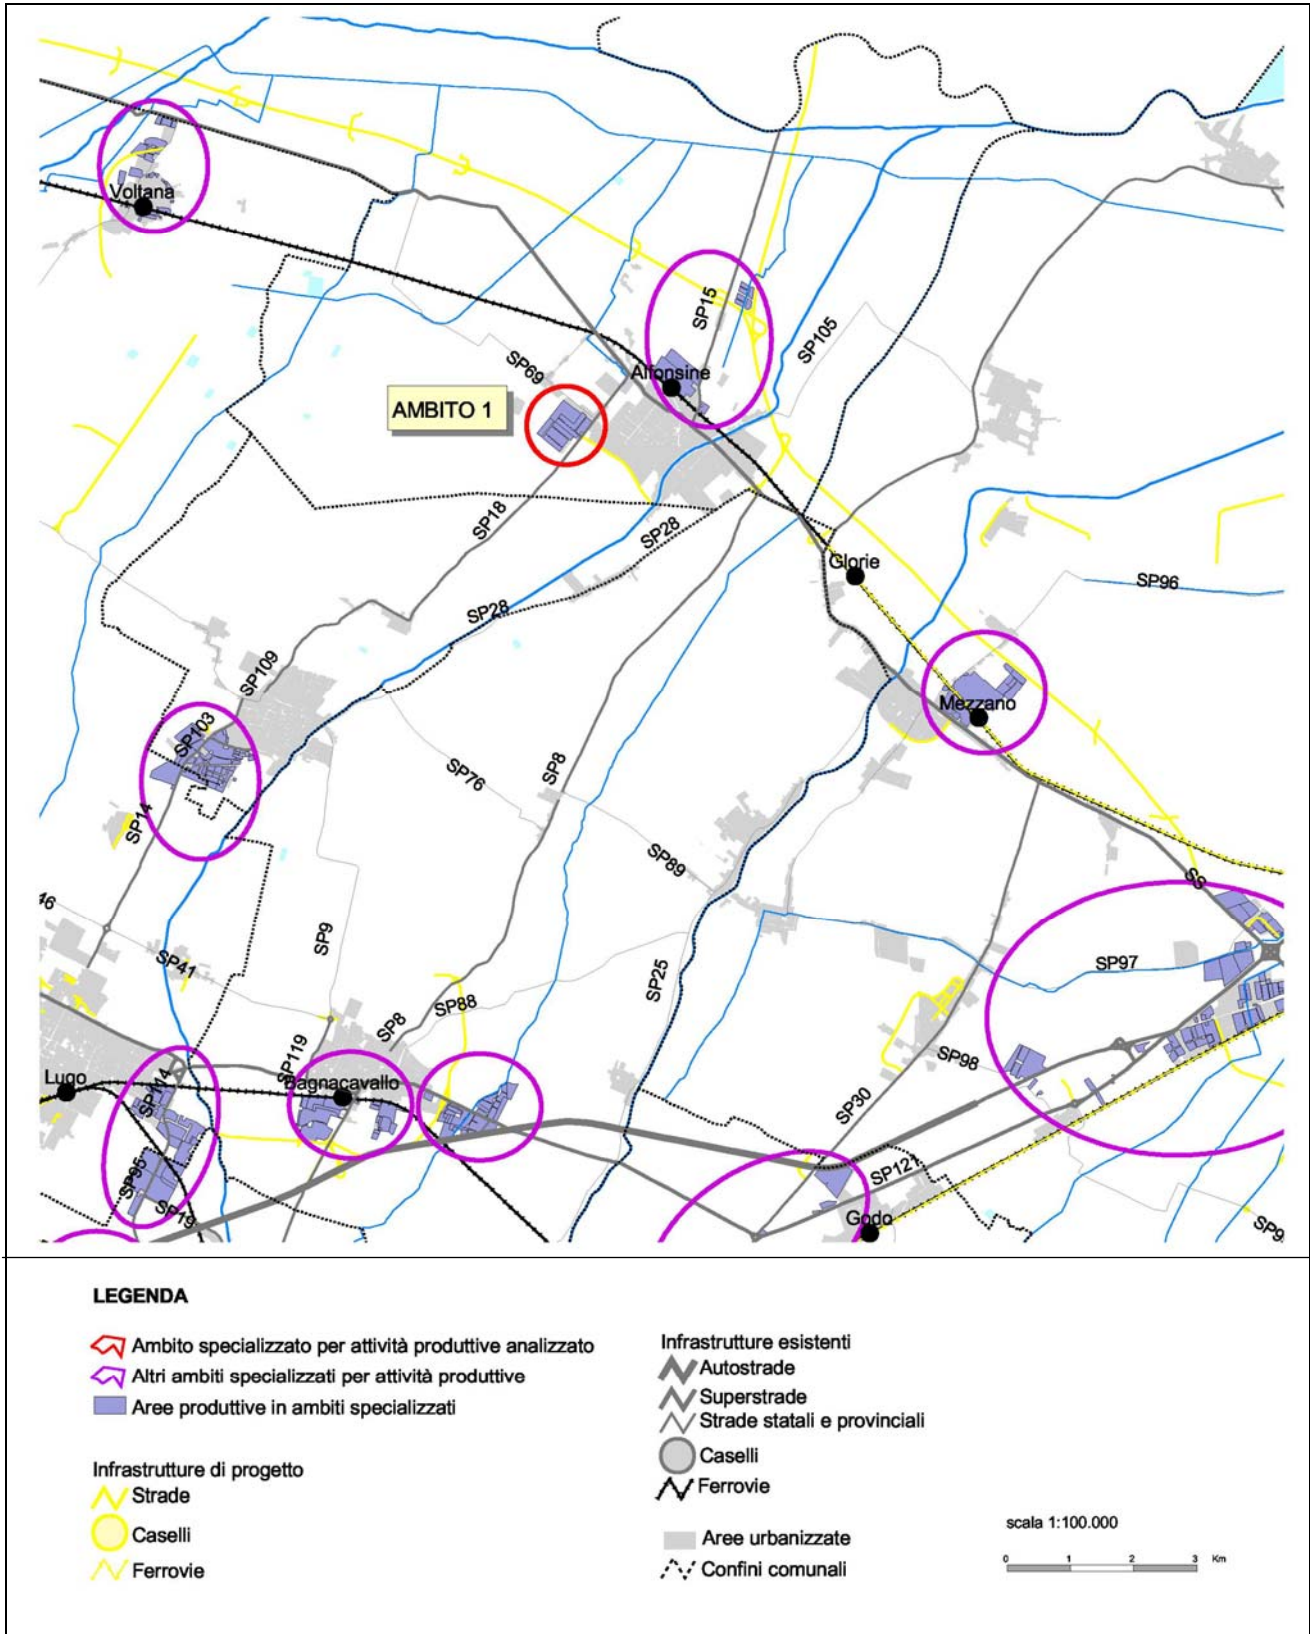 Voltana
SP15
SP105
SP69
Alfonsine
AMBITO 1
SP18
SP28
SP28
Glorie
SP96
SP109
SP103
Mezzano
SP76
SP8
SP14
SP89
SS
46
SP9
SP41
SP25
SP97
SP88
SP8
SP119
SP98
Lugo
SP114
Bagnacavallo
SP30
SP95
SP121
SP19
Godo
SP9
LEGENDA
Ambito specializzato per attività produttive analizzato
Altri ambiti specializzati per attività produttive
Aree produttive in ambiti specializzati
Infrastrutture di progetto
Strade
Caselli
Ferrovie
Infrastrutture esistenti
Autostrade
Superstrade
Strade statali e provinciali
Caselli
Ferrovie
Aree urbanizzate
Confini comunali
scala 1:100.000
0 1 2 3 Km